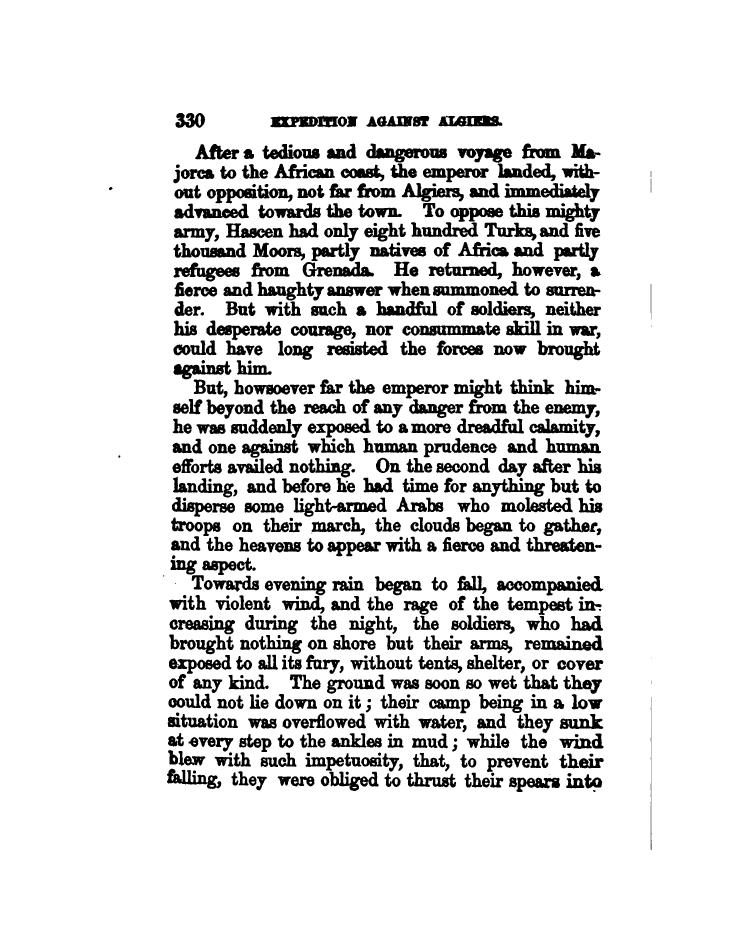 330 EXPEDITION AGAINST ALGIERS.
After a tedious and dangerous voyage from Ma-
jorca to the African coast, the emperor landed, with-
out opposition, not far from Algiers, and immediately
advanced towards the town. To oppose this mighty
army, Hascen had only eight hundred Turks, and five
thousand Moors, partly natives of Africa and partly
refugees from Grenada. He returned, however, a
fierce and haughty answer when summoned to surren-
der. But with such a handful of soldiers, neither
his desperate courage, nor consummate skill in war,
could have long resisted the forces now brought
against him.
But, howsoever far the emperor might think him-
self beyond the reach of any danger from the enemy,
he was suddenly exposed to a more dreadful calamity,
and one against which human prudence and human
efforts availed nothing. On the second day after his
landing, and before he had time for anything but to
disperse some light-armed Arabs who molested his
troops on their march, the clouds began to gather,
and the heavens to appear with a fierce and threaten-
ing aspect.
Towards evening rain began to fall, accompanied
with violent wind, and the rage of the tempest in-
creasing during the night, the soldiers, who had
brought nothing on shore but their arms, remained
exposed to all its fury, without tents, shelter, or cover
of any kind. The ground was soon so wet that they
could not lie down on it; their camp being in a low
situation was overflowed with water, and they sunk
at every step to the ankles in mud; while the wind
blew with such impetuosity, that, to prevent their
falling, they were obliged to thrust their spears into